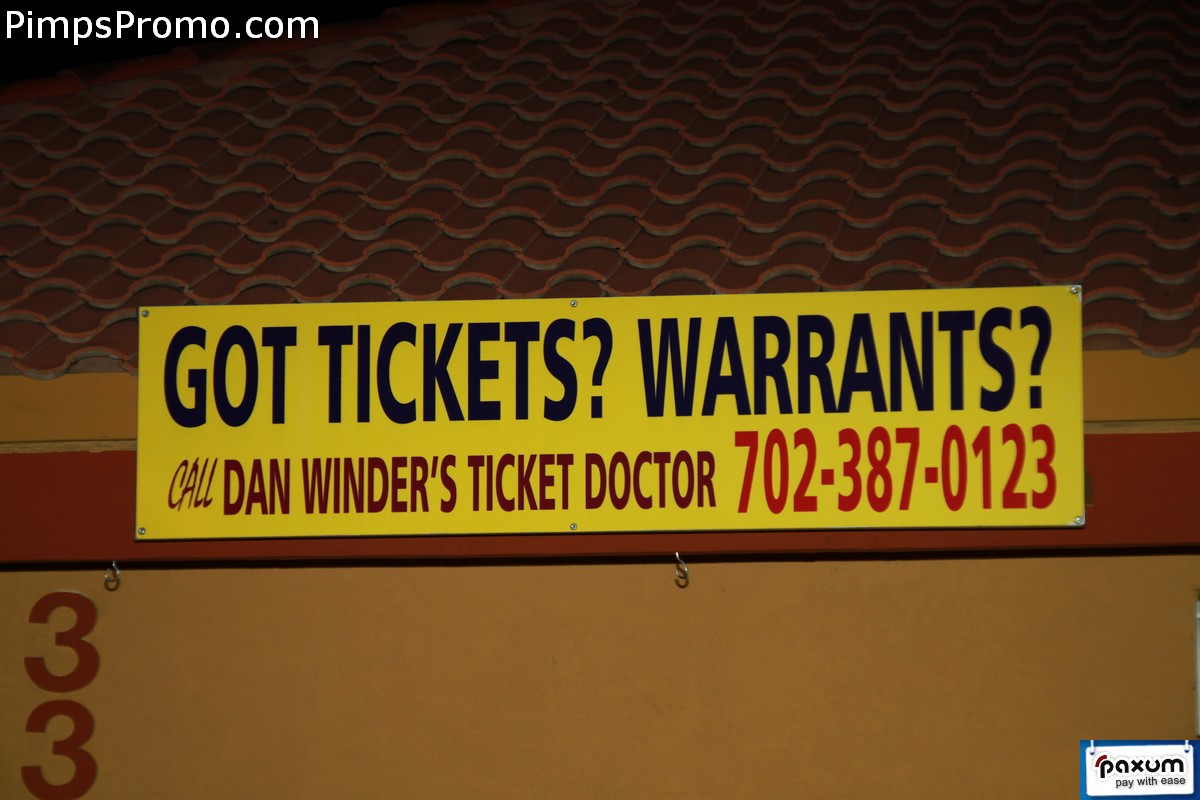 PimpsPromo.com
GOT TICKETS? WARRANTS?
CALL DAN WINDER'S TICKET DOCTOR 702-387-0123
3
3
paxum
pay with ease